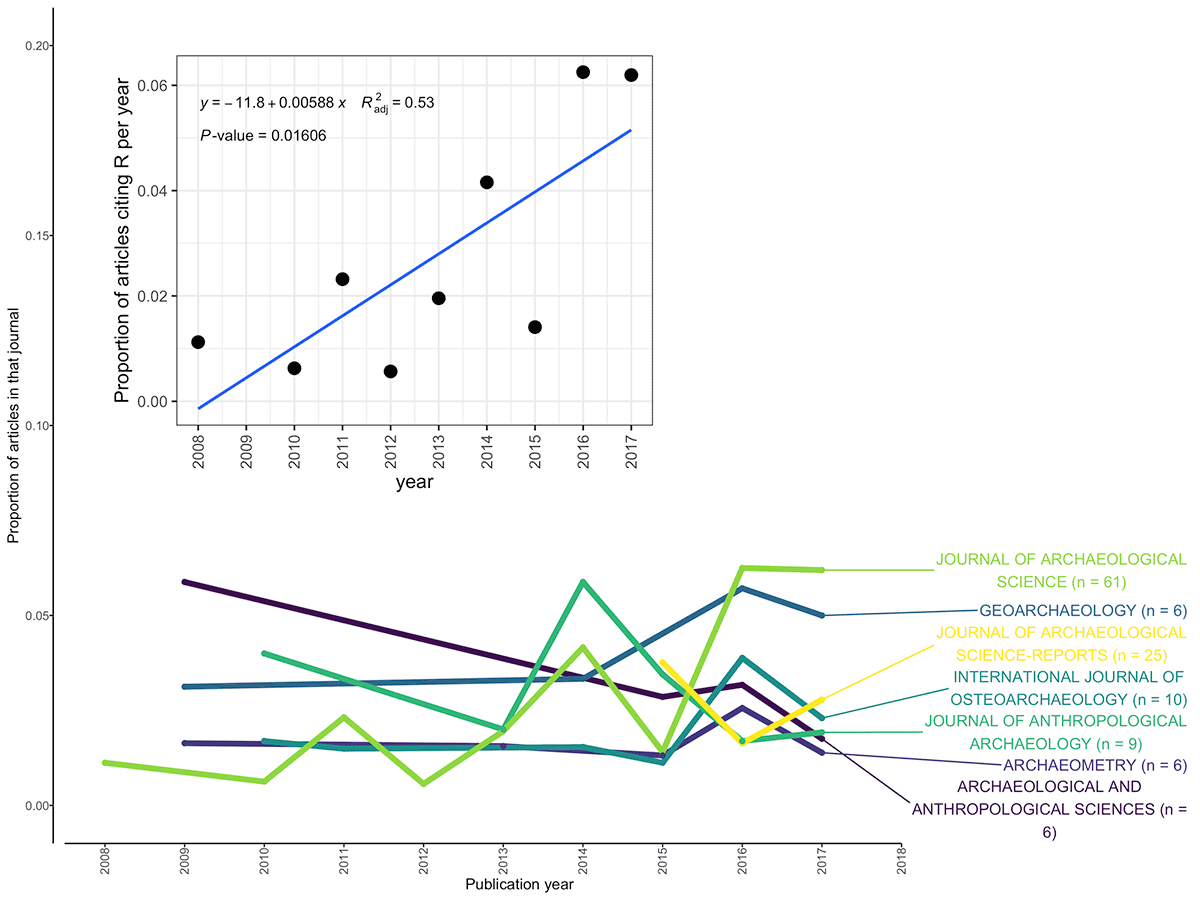 0.20
0.15
0.10
0.05
0.00
Proportion of articles in that journal
0.06
0.04
0.02
0.00
Proportion of articles citing R per year
y = − 11.8 + 0.00588 x R²adj = 0.53
P-value = 0.01606
2008 2009 2010 2011 2012 2013 2014 2015 2016 2017
year
JOURNAL OF ARCHAEOLOGICAL
SCIENCE (n = 61)
GEOARCHAEOLOGY (n = 6)
JOURNAL OF ARCHAEOLOGICAL
SCIENCE-REPORTS (n = 25)
INTERNATIONAL JOURNAL OF
OSTEOARCHAEOLOGY (n = 10)
JOURNAL OF ANTHROPOLOGICAL
ARCHAEOLOGY (n = 9)
ARCHAEOMETRY (n = 6)
ARCHAEOLOGICAL AND
ANTHROPOLOGICAL SCIENCES (n =
6)
2008 2009 2010 2011 2012 2013 2014 2015 2016 2017 2018
Publication year